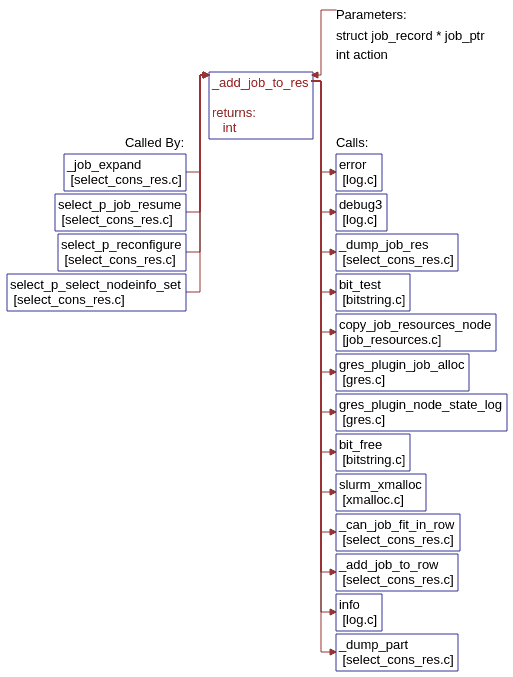 Parameters:
struct job_record * job_ptr
int action
_add_job_to_res
returns:
int
Called By:
_job_expand
[select_cons_res.c]
select_p_job_resume
[select_cons_res.c]
select_p_reconfigure
[select_cons_res.c]
select_p_select_nodeinfo_set
[select_cons_res.c]
Calls:
error
[log.c]
debug3
[log.c]
_dump_job_res
[select_cons_res.c]
bit_test
[bitstring.c]
copy_job_resources_node
[job_resources.c]
gres_plugin_job_alloc
[gres.c]
gres_plugin_node_state_log
[gres.c]
bit_free
[bitstring.c]
slurm_xmalloc
[xmalloc.c]
_can_job_fit_in_row
[select_cons_res.c]
_add_job_to_row
[select_cons_res.c]
info
[log.c]
_dump_part
[select_cons_res.c]